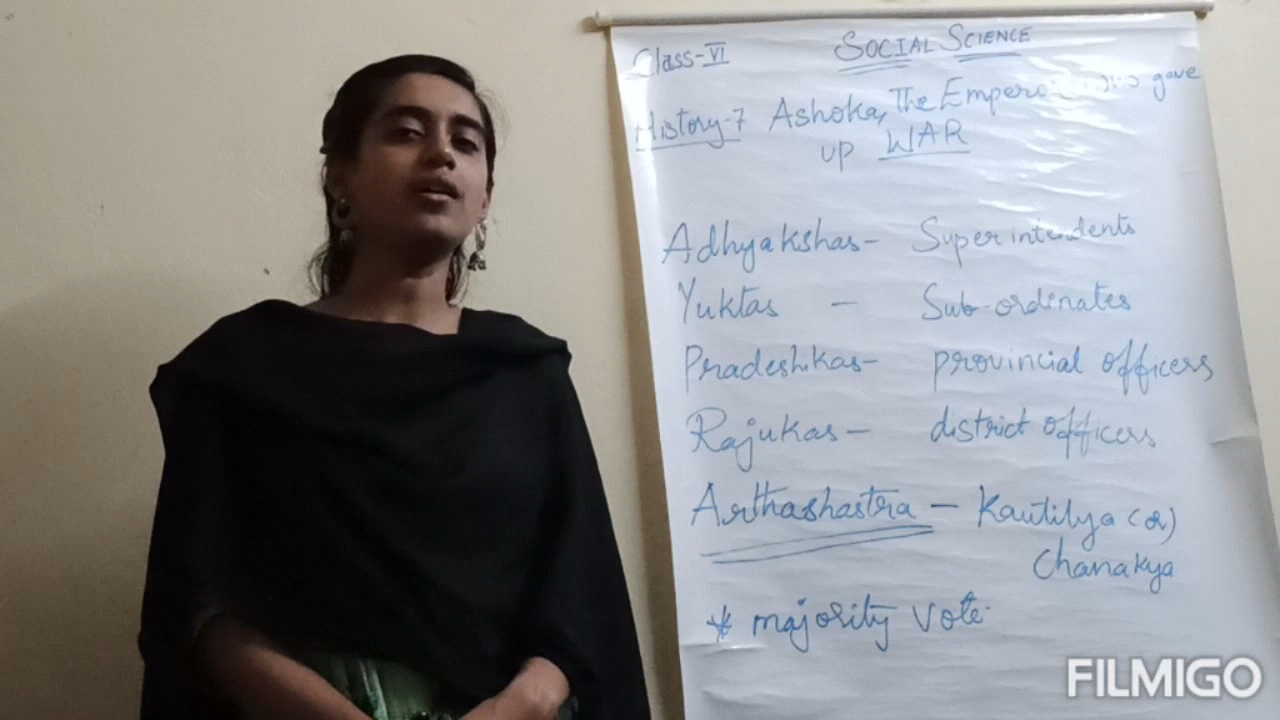 Class-VI SOCIAL SCIENCE
History-7 Ashoka, The Emperor who gave
up WAR
Adhyakshas- Superintendents
Yuktas - Sub-ordinates
Pradeshikas- provincial officers
Rajukas- district officers
Arthashastra - Kautilya (or)
Chanakya
* majority vote
FILMIGO